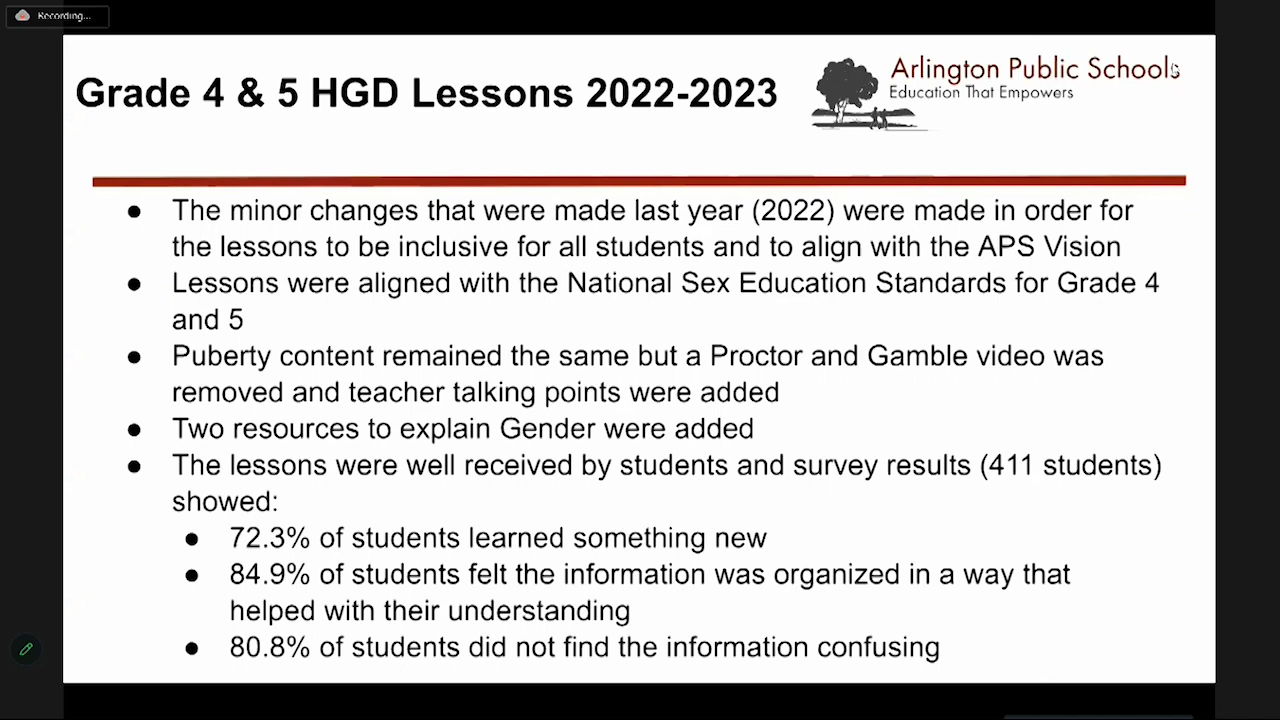 Recording...
Grade 4 & 5 HGD Lessons 2022-2023
Arlington Public Schools
Education That Empowers
● The minor changes that were made last year (2022) were made in order for
the lessons to be inclusive for all students and to align with the APS Vision
● Lessons were aligned with the National Sex Education Standards for Grade 4
and 5
● Puberty content remained the same but a Proctor and Gamble video was
removed and teacher talking points were added
● Two resources to explain Gender were added
● The lessons were well received by students and survey results (411 students)
showed:
● 72.3% of students learned something new
● 84.9% of students felt the information was organized in a way that
helped with their understanding
● 80.8% of students did not find the information confusing